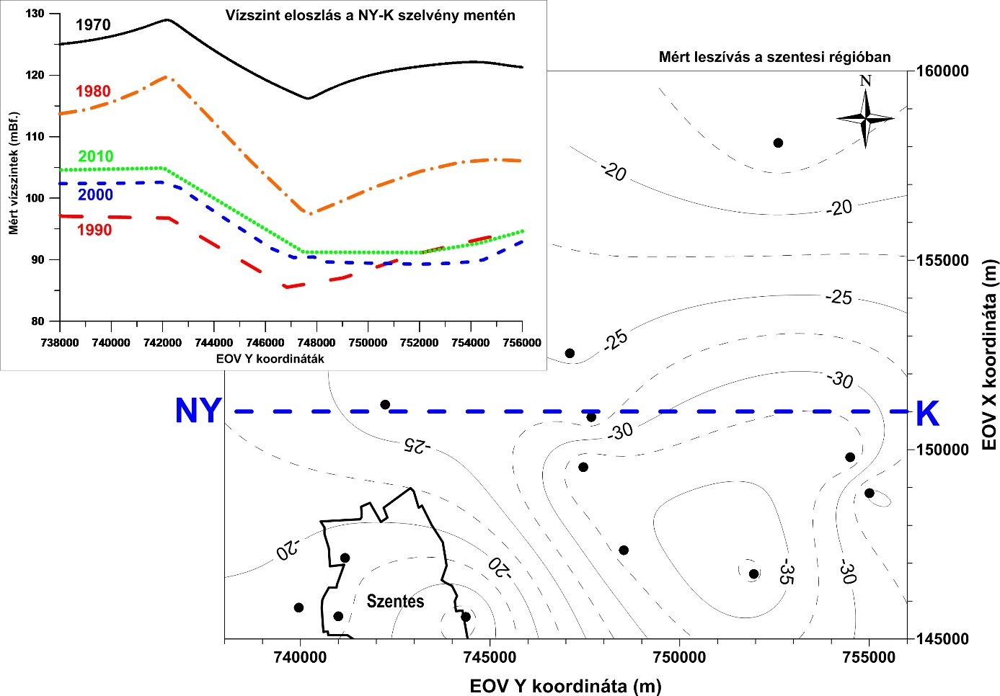 Vízszint eloszlás a NY-K szelvény mentén
130
120
110
100
90
80
Mért vízszintek (mBf.)
1970
1980
2010
2000
1990
738000 740000 742000 744000 746000 748000 750000 752000 754000 756000
EOV Y koordináták
Mért leszívás a szentesi régióban
N
160000
155000
150000
145000
EOV X koordináta (m)
-20
-20
-25
-25
-30
NY
K
-30
-25
-20
-20
-35
-30
Szentes
740000 745000 750000 755000
EOV Y koordináta (m)